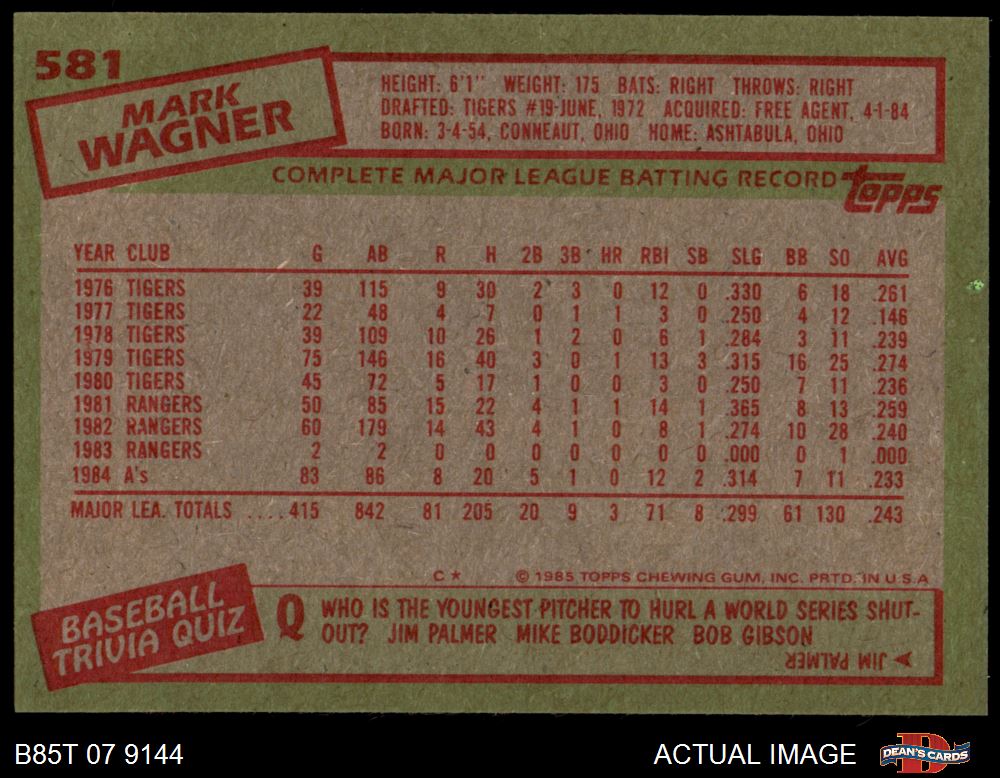 581
MARK
WAGNER
HEIGHT: 6'1" WEIGHT: 175 BATS: RIGHT THROWS: RIGHT
DRAFTED: TIGERS #19-JUNE, 1972 ACQUIRED: FREE AGENT, 4-1-84
BORN: 3-4-54, CONNEAUT, OHIO HOME: ASHTABULA, OHIO
COMPLETE MAJOR LEAGUE BATTING RECORD topps
YEAR CLUB G AB R H 2B 3B HR RBI SB SLG BB SO AVG
1976 TIGERS 39 115 9 30 2 3 0 12 0 .330 6 18 .261
1977 TIGERS 22 48 4 7 0 1 1 3 0 .250 4 12 .146
1978 TIGERS 39 109 10 26 1 2 0 6 1 .284 3 11 .239
1979 TIGERS 75 146 16 40 3 0 1 13 3 .315 16 25 .274
1980 TIGERS 45 72 5 17 1 0 0 3 0 .250 7 11 .236
1981 RANGERS 50 85 15 22 4 1 1 14 1 .365 8 13 .259
1982 RANGERS 60 179 14 43 4 1 0 8 1 .274 10 28 .240
1983 RANGERS 2 2 0 0 0 0 0 0 0 .000 0 1 .000
1984 A's 83 86 8 20 5 1 0 12 2 .314 7 11 .233
MAJOR LEA. TOTALS ....415 842 81 205 20 9 3 71 8 .299 61 130 .243
C* © 1985 TOPPS CHEWING GUM, INC. PRTD. IN U.S.A
BASEBALL
TRIVIA QUIZ
Q WHO IS THE YOUNGEST PITCHER TO HURL A WORLD SERIES SHUT-
OUT? JIM PALMER MIKE BODDICKER BOB GIBSON
JIM PALMER
B85T 07 9144 ACTUAL IMAGE D DEAN'S CARDS